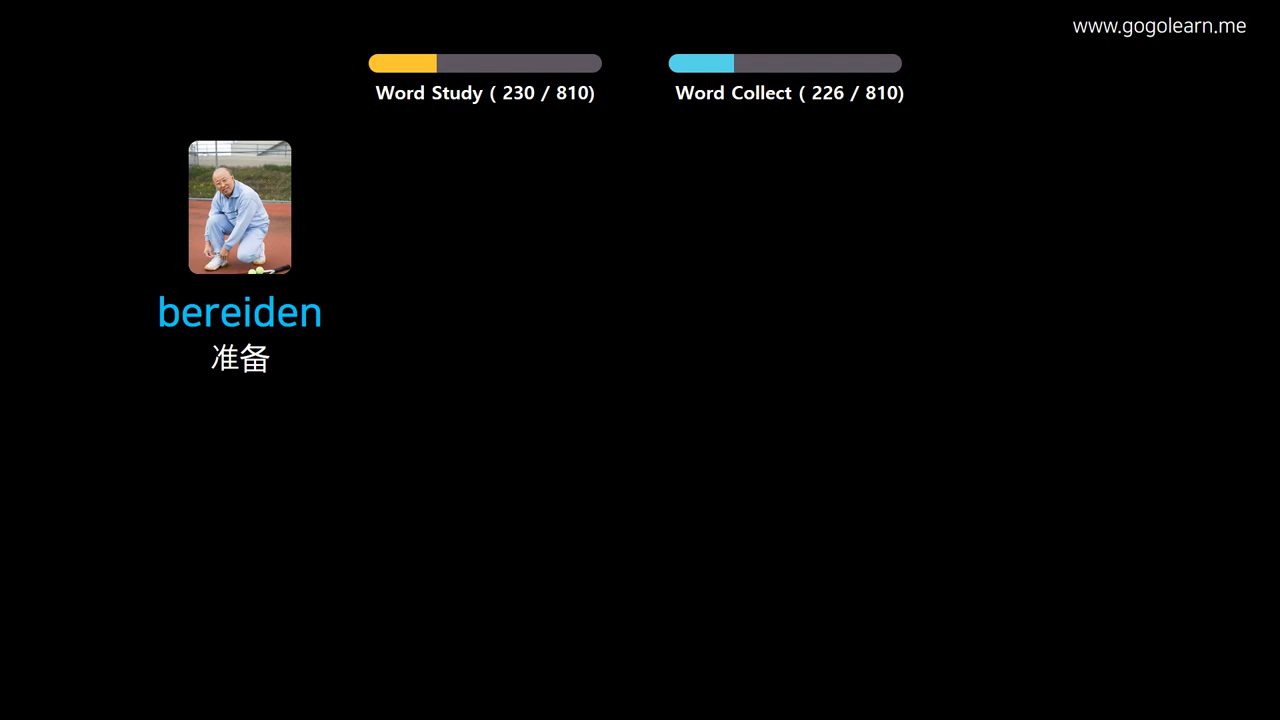 www.gogolearn.me
Word Study ( 230 / 810)
Word Collect ( 226 / 810)
bereiden
准备